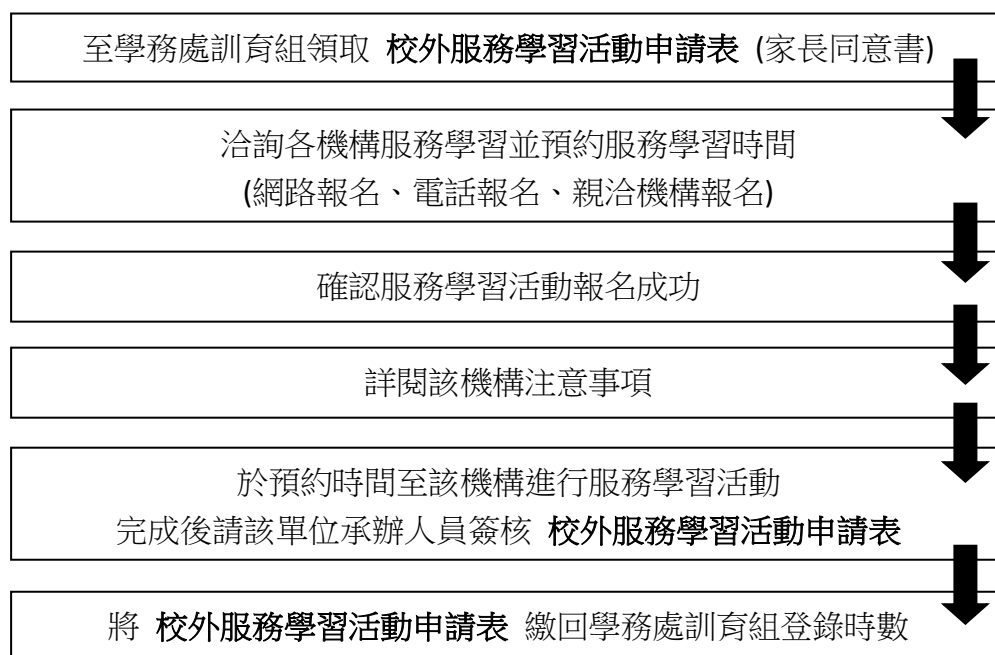 至學務處訓育組領取 校外服務學習活動申請表 (家長同意書)
洽詢各機構服務學習並預約服務學習時間
(網路報名、電話報名、親洽機構報名)
確認服務學習活動報名成功
詳閱該機構注意事項
於預約時間至該機構進行服務學習活動
完成後請該單位承辦人員簽核 校外服務學習活動申請表
將 校外服務學習活動申請表 繳回學務處訓育組登錄時數